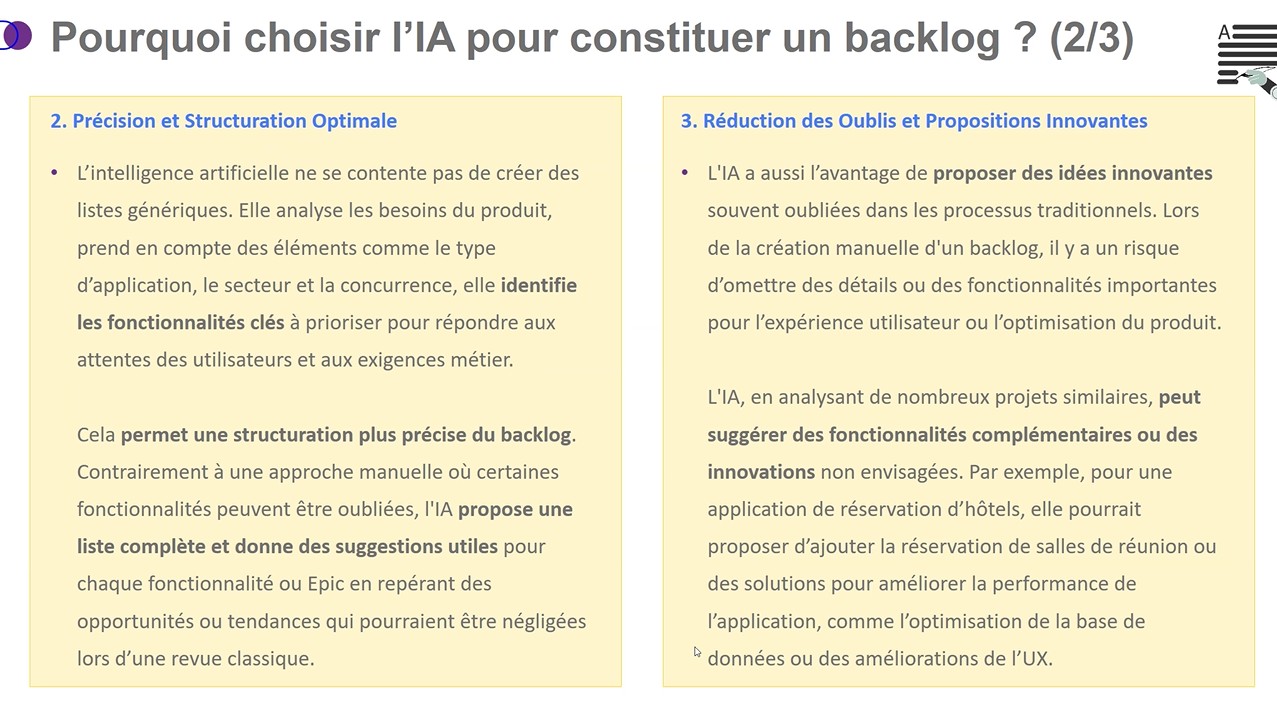 Pourquoi choisir l’IA pour constituer un backlog ? (2/3)
A
2. Précision et Structuration Optimale
• L’intelligence artificielle ne se contente pas de créer des
listes génériques. Elle analyse les besoins du produit,
prend en compte des éléments comme le type
d’application, le secteur et la concurrence, elle identifie
les fonctionnalités clés à prioriser pour répondre aux
attentes des utilisateurs et aux exigences métier.
Cela permet une structuration plus précise du backlog.
Contrairement à une approche manuelle où certaines
fonctionnalités peuvent être oubliées, l'IA propose une
liste complète et donne des suggestions utiles pour
chaque fonctionnalité ou Epic en repérant des
opportunités ou tendances qui pourraient être négligées
lors d’une revue classique.
3. Réduction des Oublis et Propositions Innovantes
• L'IA a aussi l’avantage de proposer des idées innovantes
souvent oubliées dans les processus traditionnels. Lors
de la création manuelle d'un backlog, il y a un risque
d’omettre des détails ou des fonctionnalités importantes
pour l’expérience utilisateur ou l’optimisation du produit.
L'IA, en analysant de nombreux projets similaires, peut
suggérer des fonctionnalités complémentaires ou des
innovations non envisagées. Par exemple, pour une
application de réservation d’hôtels, elle pourrait
proposer d’ajouter la réservation de salles de réunion ou
des solutions pour améliorer la performance de
l’application, comme l’optimisation de la base de
données ou des améliorations de l’UX.